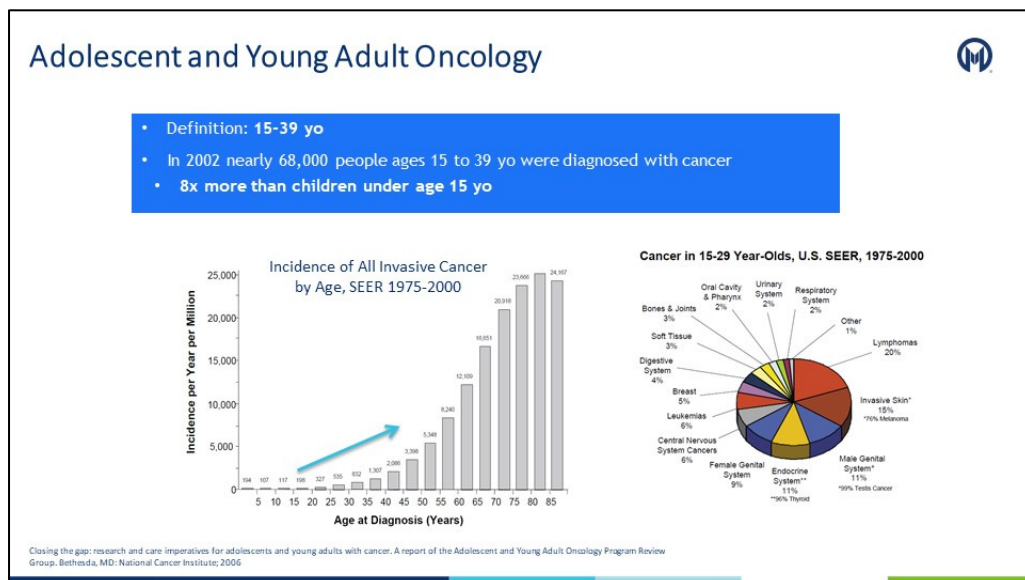 Adolescent and Young Adult Oncology
• Definition: 15-39 yo
• In 2002 nearly 68,000 people ages 15 to 39 yo were diagnosed with cancer
• 8x more than children under age 15 yo
Incidence of All Invasive Cancer
by Age, SEER 1975-2000
Incidence per Year per Million
25,000
20,000
15,000
10,000
5,000
0
194 107 117 198 327 535 832 1,307 2,086 3,398 5,348 8,240 12,109 16,651 20,918 23,666 24,167
5 10 15 20 25 30 35 40 45 50 55 60 65 70 75 80 85
Age at Diagnosis (Years)
Cancer in 15-29 Year-Olds, U.S. SEER, 1975-2000
Lymphomas
20%
Invasive Skin*
15%
*76% Melanoma
Male Genital
System*
11%
*99% Testis Cancer
Endocrine
System**
11%
**96% Thyroid
Female Genital
System
9%
Central Nervous
System Cancers
6%
Leukemias
6%
Breast
5%
Digestive
System
4%
Soft Tissue
3%
Bones & Joints
3%
Oral Cavity
& Pharynx
2%
Urinary
System
2%
Respiratory
System
2%
Other
1%
Closing the gap: research and care imperatives for adolescents and young adults with cancer. A report of the Adolescent and Young Adult Oncology Program Review
Group. Bethesda, MD: National Cancer Institute; 2006